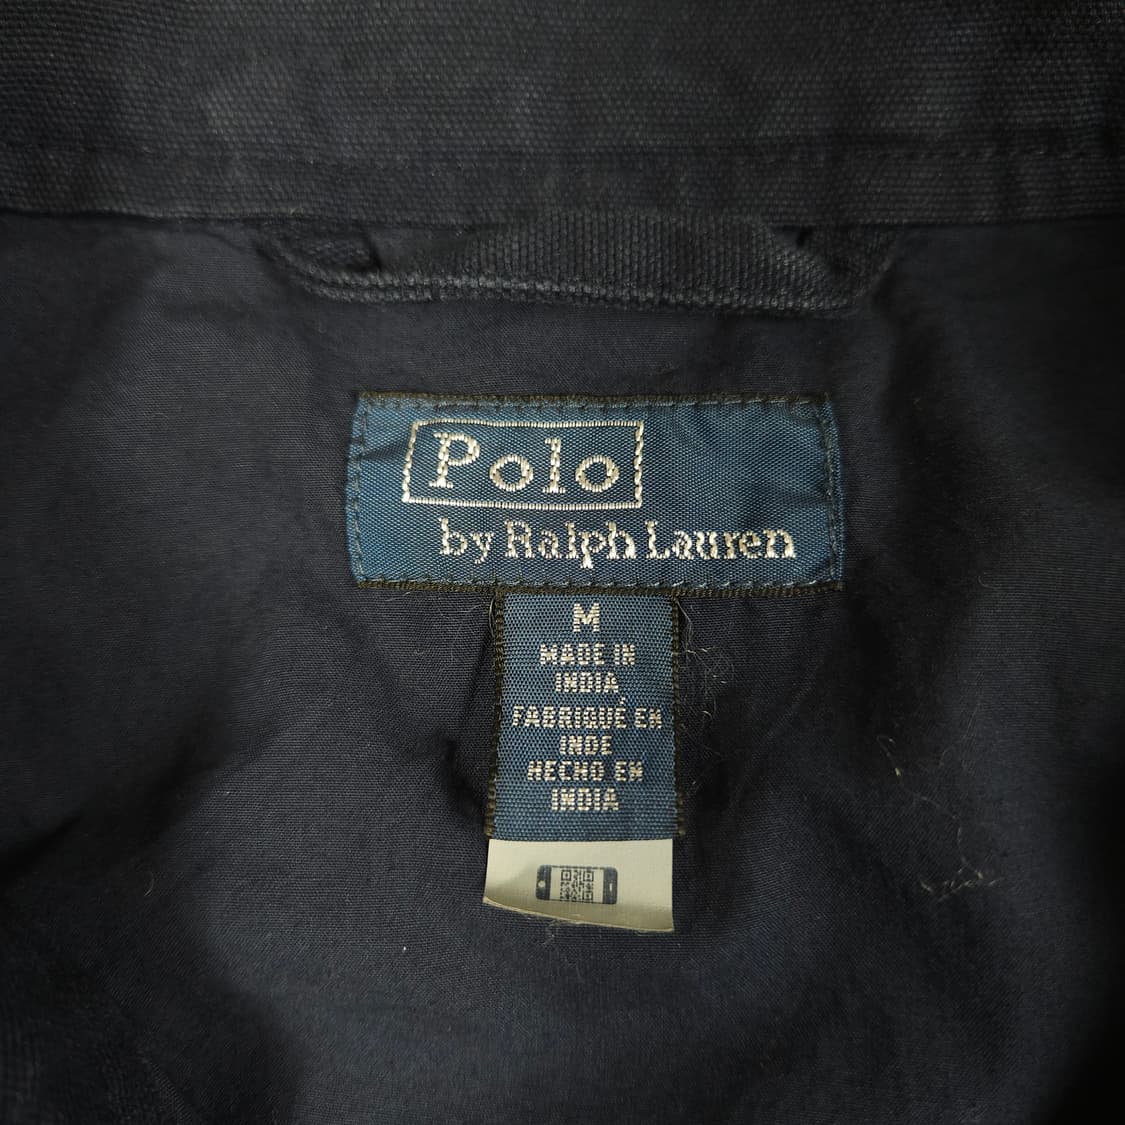 Polo
by Ralph Lauren
M
MADE IN
INDIA
FABRIQUÉ EN
INDE
HECHO EN
INDIA